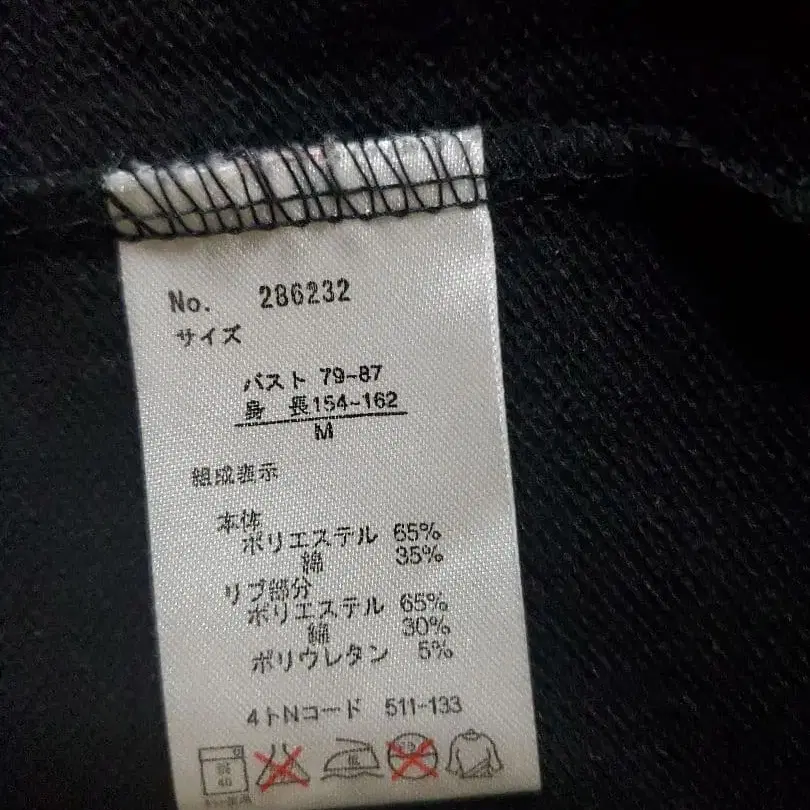 No. 286232
サイズ
バスト 79-87
身 長154~162
M
組成表示
本体
ポリエステル 65%
綿 35%
リブ部分
ポリエステル 65%
綿 30%
ポリウレタン 5%
4トNコード 511-133
40